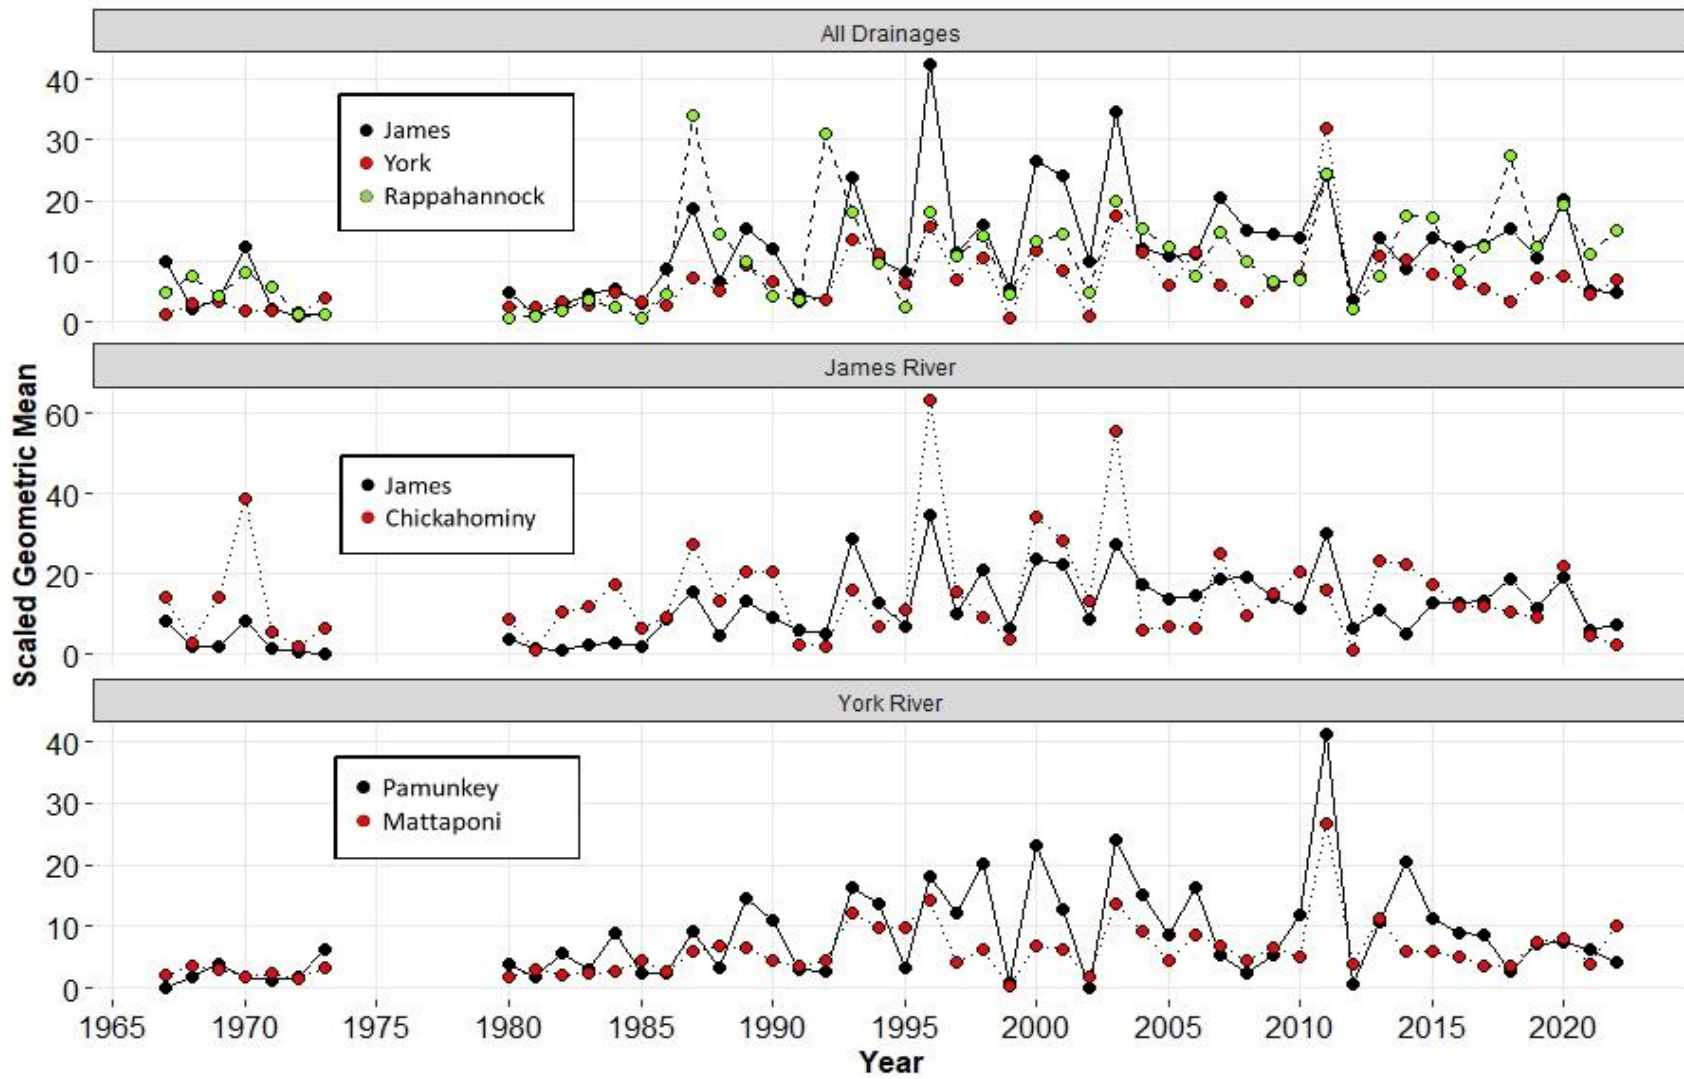 All Drainages
40
30
20
10
0
James
York
Rappahannock
James River
60
40
20
0
James
Chickahominy
York River
40
30
20
10
0
Pamunkey
Mattaponi
Scaled Geometric Mean
1965 1970 1975 1980 1985 1990 1995 2000 2005 2010 2015 2020
Year